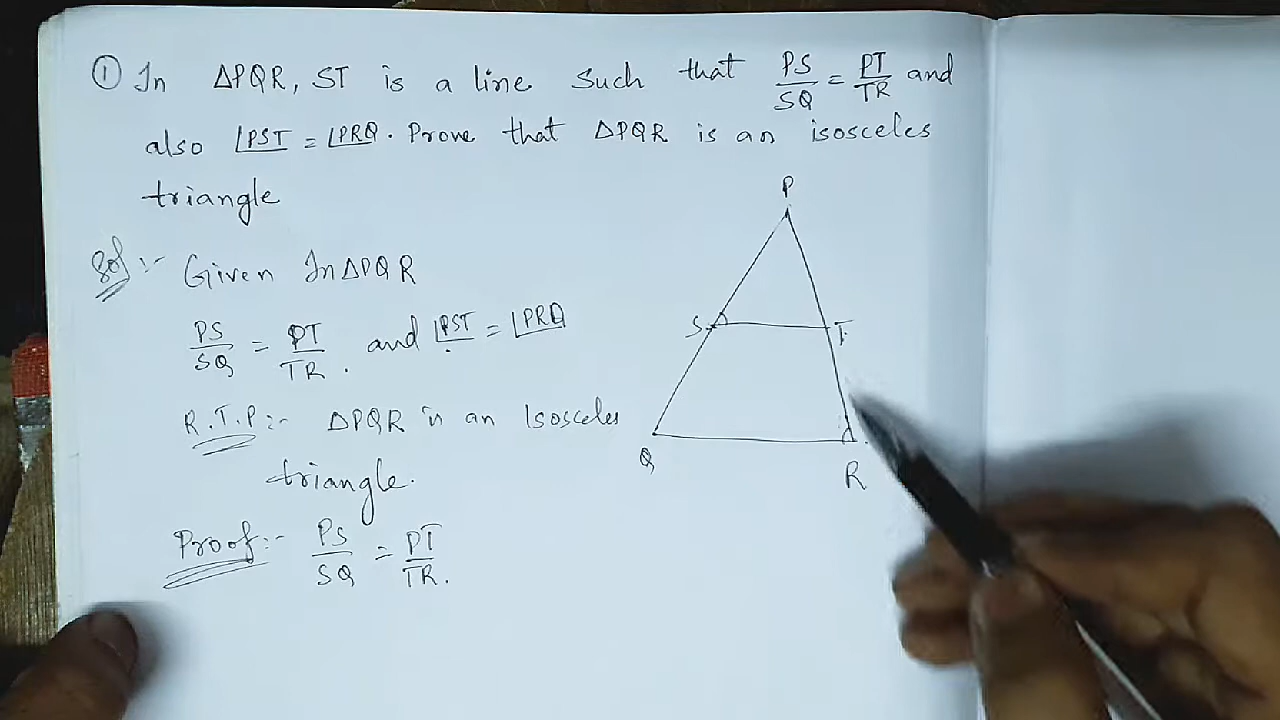 ① In ΔPQR, ST is a line such that PS/SQ = PT/TR and
also ∠PST = ∠PRQ. Prove that ΔPQR is an isosceles
triangle
Sol:- Given In ΔPQR
PS/SQ = PT/TR. and ∠PST = ∠PRQ
R.T.P:- ΔPQR is an Isosceles
triangle.
Proof:- PS/SQ = PT/TR.
P
S
T
Q
R